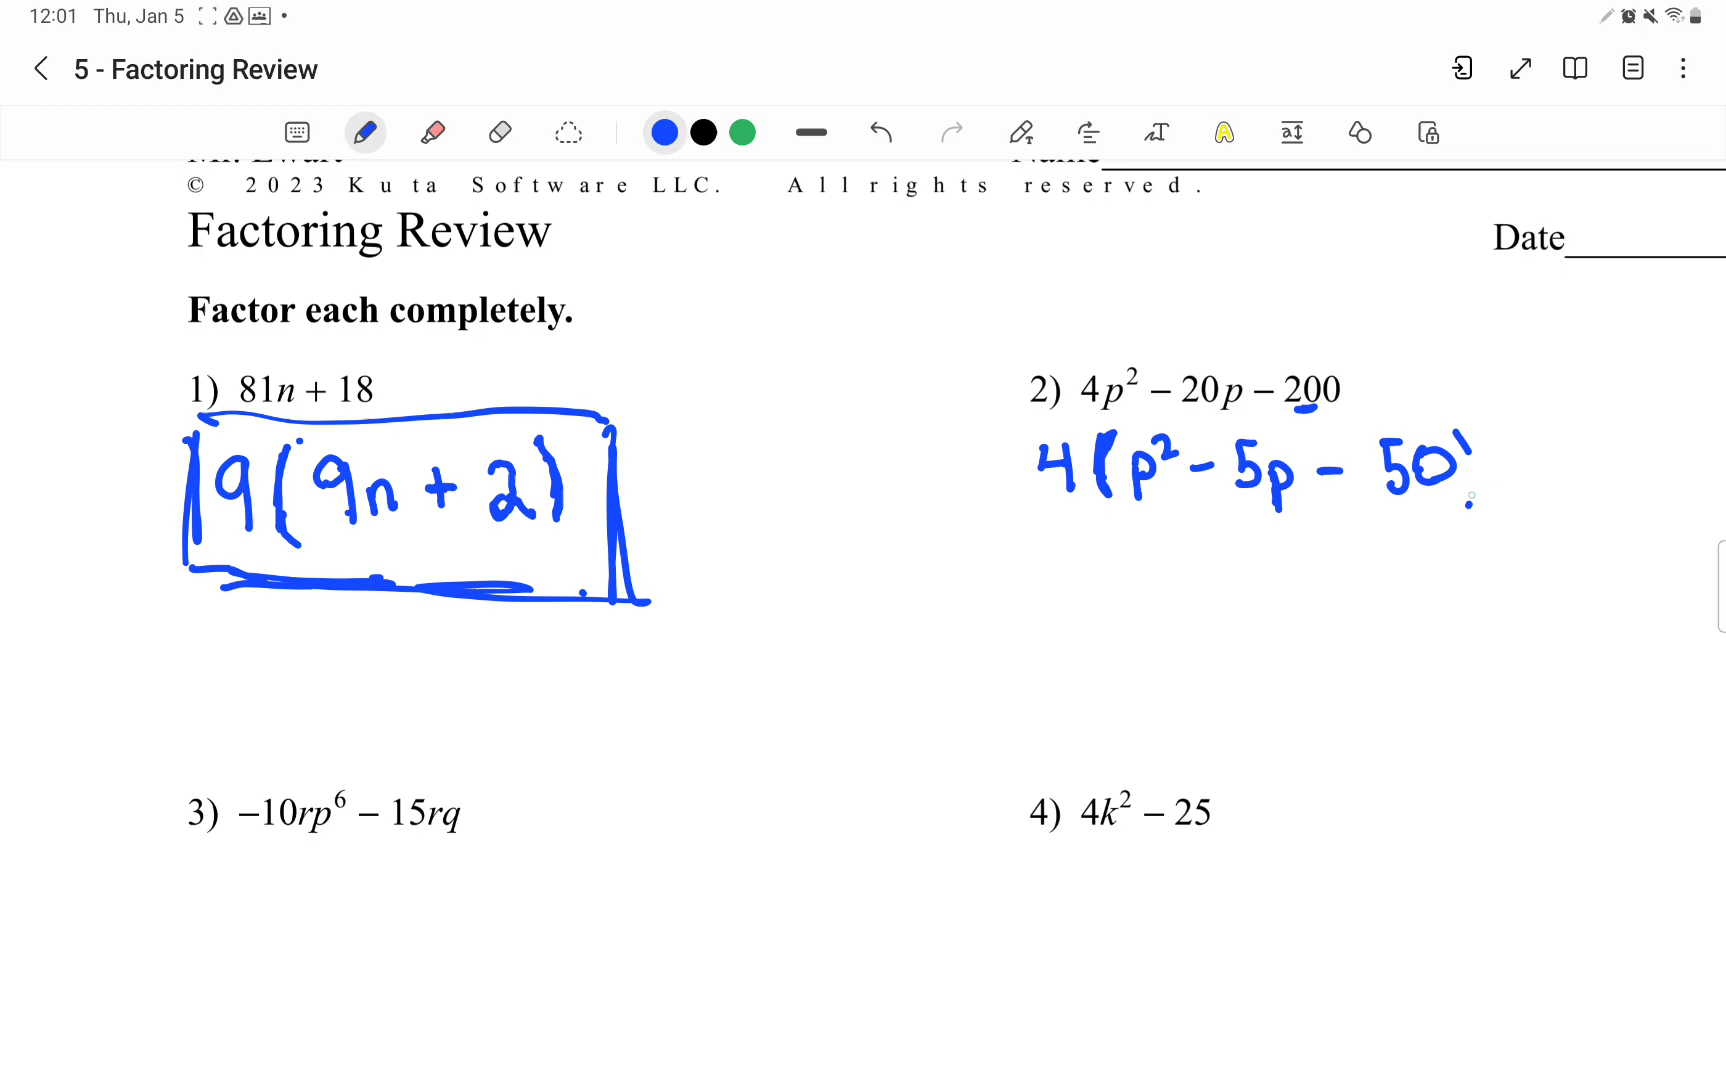 12:01 Thu, Jan 5
5 - Factoring Review
© 2023 Kuta Software LLC. All rights reserved.
Factoring Review
Date
Factor each completely.
1) 81n + 18
9(9n + 2)
2) 4p² – 20p – 200
4(p² - 5p - 50)
3) –10rp⁶ – 15rq
4) 4k² – 25